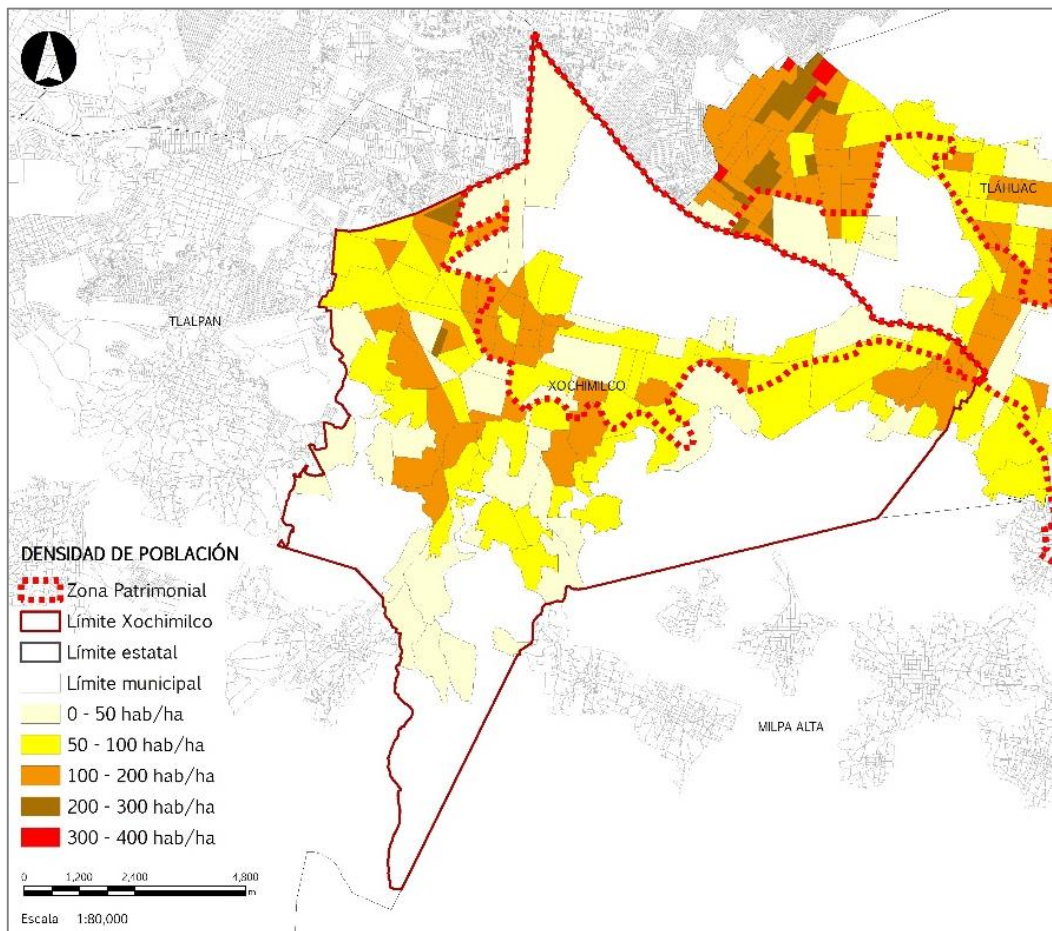 TLÁHUAC
TLALPAN
XOCHIMILCO
MILPA ALTA
DENSIDAD DE POBLACIÓN
Zona Patrimonial
Límite Xochimilco
Límite estatal
Límite municipal
0 - 50 hab/ha
50 - 100 hab/ha
100 - 200 hab/ha
200 - 300 hab/ha
300 - 400 hab/ha
0 1,200 2,400 4,800
m
Escala 1:80,000